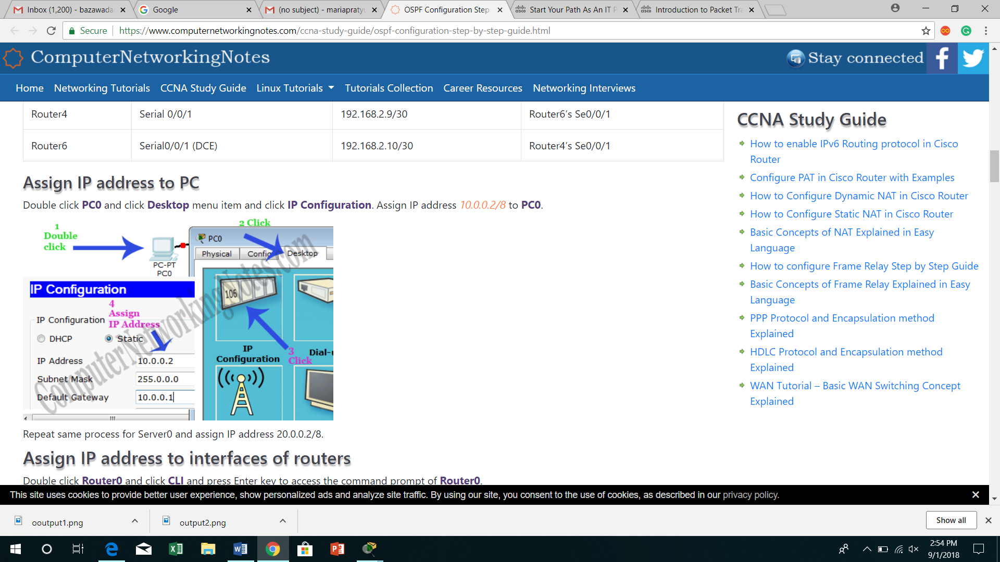 Inbox (1,200) - bazawada
Google
(no subject) - mariapratyu
OSPF Configuration Step
Start Your Path As An IT P
Introduction to Packet Tra
Secure
https://www.computernetworkingnotes.com/ccna-study-guide/ospf-configuration-step-by-step-guide.html
ComputerNetworkingNotes
Stay connected
Home Networking Tutorials CCNA Study Guide Linux Tutorials Tutorials Collection Career Resources Networking Interviews
Router4 Serial 0/0/1 192.168.2.9/30 Router6’s Se0/0/1
Router6 Serial0/0/1 (DCE) 192.168.2.10/30 Router4’s Se0/0/1
Assign IP address to PC
Double click PC0 and click Desktop menu item and click IP Configuration. Assign IP address 10.0.0.2/8 to PC0.
1
Double
click
2 Click
PC-PT
PC0
PC0
Physical Config Desktop
106
IP
Configuration
3
Click
Dial-u
IP Configuration
4
Assign
IP Address
IP Configuration
DHCP Static
IP Address 10.0.0.2
Subnet Mask 255.0.0.0
Default Gateway 10.0.0.1
ComputerNetworkingNotes.com
Repeat same process for Server0 and assign IP address 20.0.0.2/8.
Assign IP address to interfaces of routers
Double click Router0 and click CLI and press Enter key to access the command prompt of Router0.
CCNA Study Guide
How to enable IPv6 Routing protocol in Cisco
Router
Configure PAT in Cisco Router with Examples
How to Configure Dynamic NAT in Cisco Router
How to Configure Static NAT in Cisco Router
Basic Concepts of NAT Explained in Easy
Language
How to configure Frame Relay Step by Step Guide
Basic Concepts of Frame Relay Explained in Easy
Language
PPP Protocol and Encapsulation method
Explained
HDLC Protocol and Encapsulation method
Explained
WAN Tutorial – Basic WAN Switching Concept
Explained
This site uses cookies to provide better user experience, show personalized ads and analyze site traffic. By using our site, you consent to the use of cookies, as described in our privacy policy.
ooutput1.png
output2.png
Show all
2:54 PM
9/1/2018